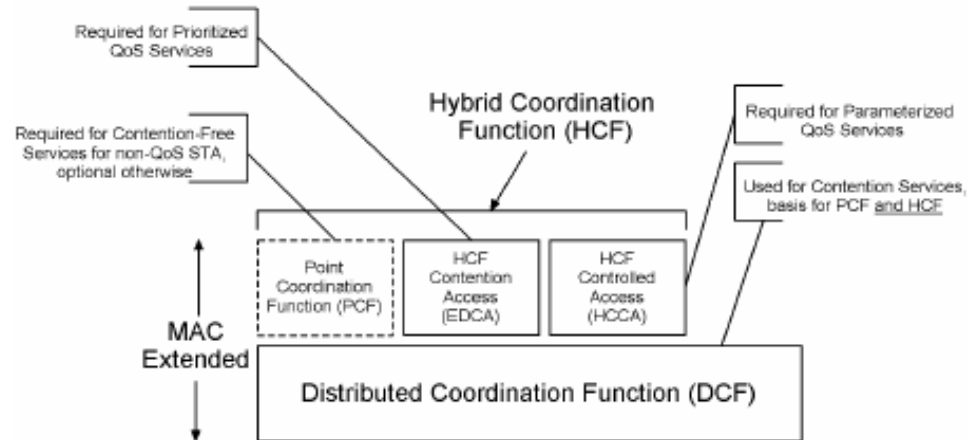 Required for Prioritized
QoS Services
Hybrid Coordination
Function (HCF)
Required for Parameterized
QoS Services
Required for Contention-Free
Services for non-QoS STA,
optional otherwise
Used for Contention Services,
basis for PCF and HCF
MAC
Extended
Point
Coordination
Function (PCF)
HCF
Contention
Access
(EDCA)
HCF
Controlled
Access
(HCCA)
Distributed Coordination Function (DCF)